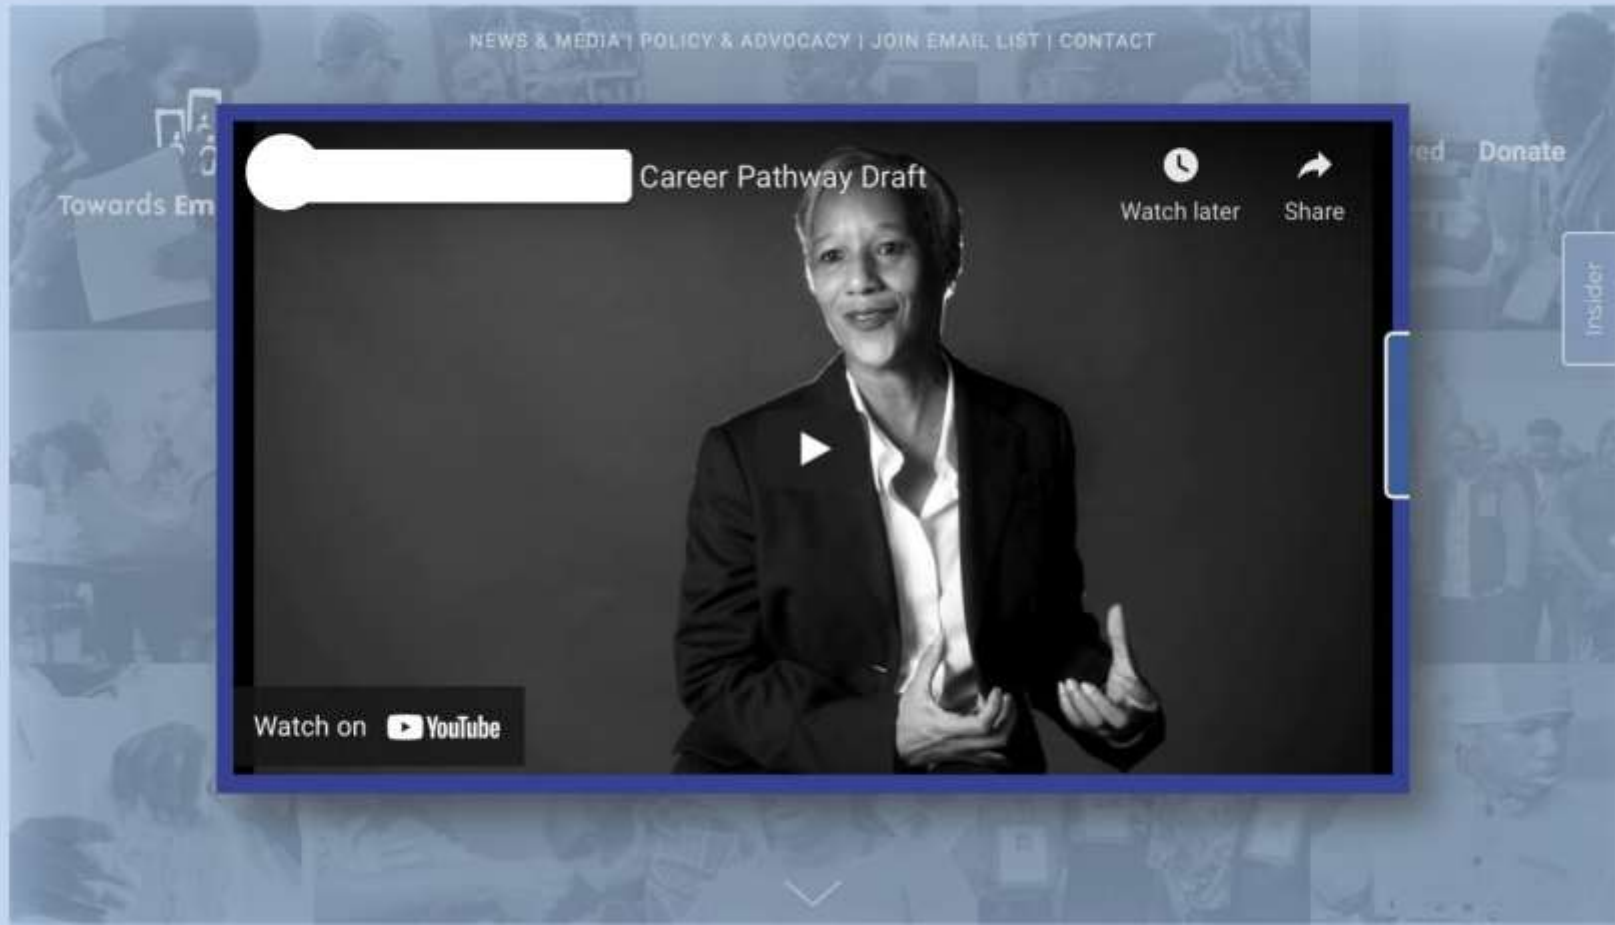 NEWS & MEDIA | POLICY & ADVOCACY | JOIN EMAIL LIST | CONTACT
Donate
Towards Em
Career Pathway Draft
Watch later
Share
Insider
Watch on YouTube